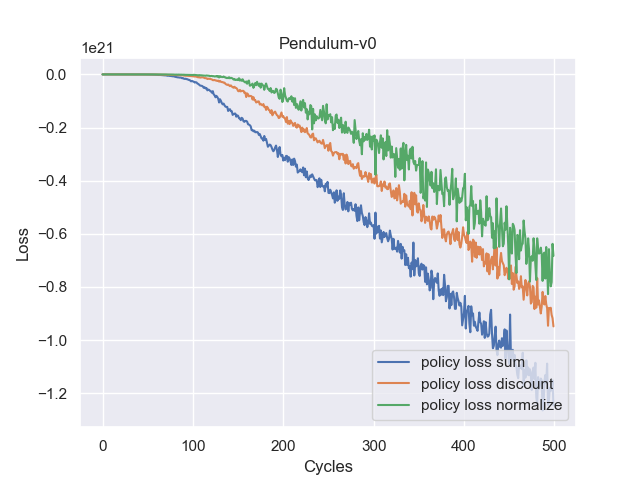 Pendulum-v0
1e21
0.0
−0.2
−0.4
−0.6
−0.8
−1.0
−1.2
Loss
0
100
200
300
400
500
Cycles
policy loss sum
policy loss discount
policy loss normalize